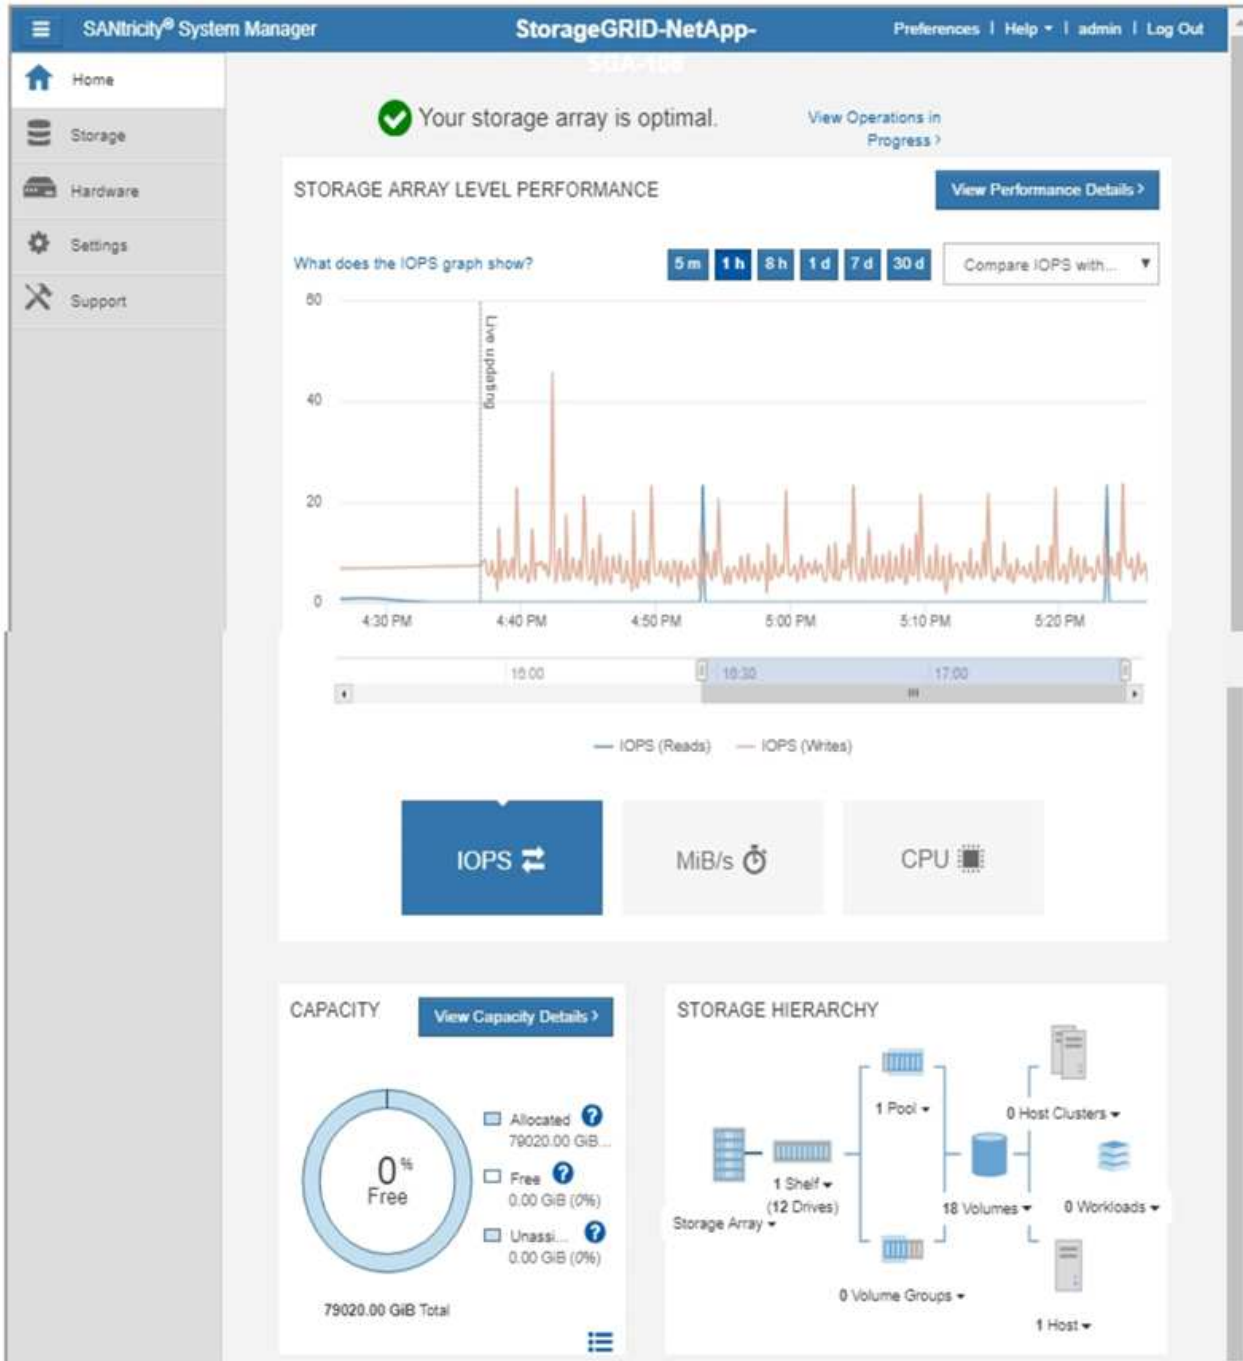 SANtricity® System Manager
StorageGRID-NetApp-
Preferences | Help | admin | Log Out
SGA-108
Home
Storage
Hardware
Settings
Support
Your storage array is optimal.
View Operations in
Progress >
STORAGE ARRAY LEVEL PERFORMANCE
View Performance Details >
What does the IOPS graph show?
5 m 1 h 8 h 1 d 7 d 30 d
Compare IOPS with...
60
Live updating
40
20
0
4:30 PM 4:40 PM 4:50 PM 5:00 PM 5:10 PM 5:20 PM
16:00 16:30 17:00
IOPS (Reads) IOPS (Writes)
IOPS
MiB/s
CPU
CAPACITY
View Capacity Details >
0%
Free
Allocated ?
79020.00 GiB...
Free ?
0.00 GiB (0%)
Unassi... ?
0.00 GiB (0%)
79020.00 GiB Total
STORAGE HIERARCHY
1 Pool
0 Host Clusters
1 Shelf
(12 Drives)
Storage Array
18 Volumes
0 Workloads
0 Volume Groups
1 Host